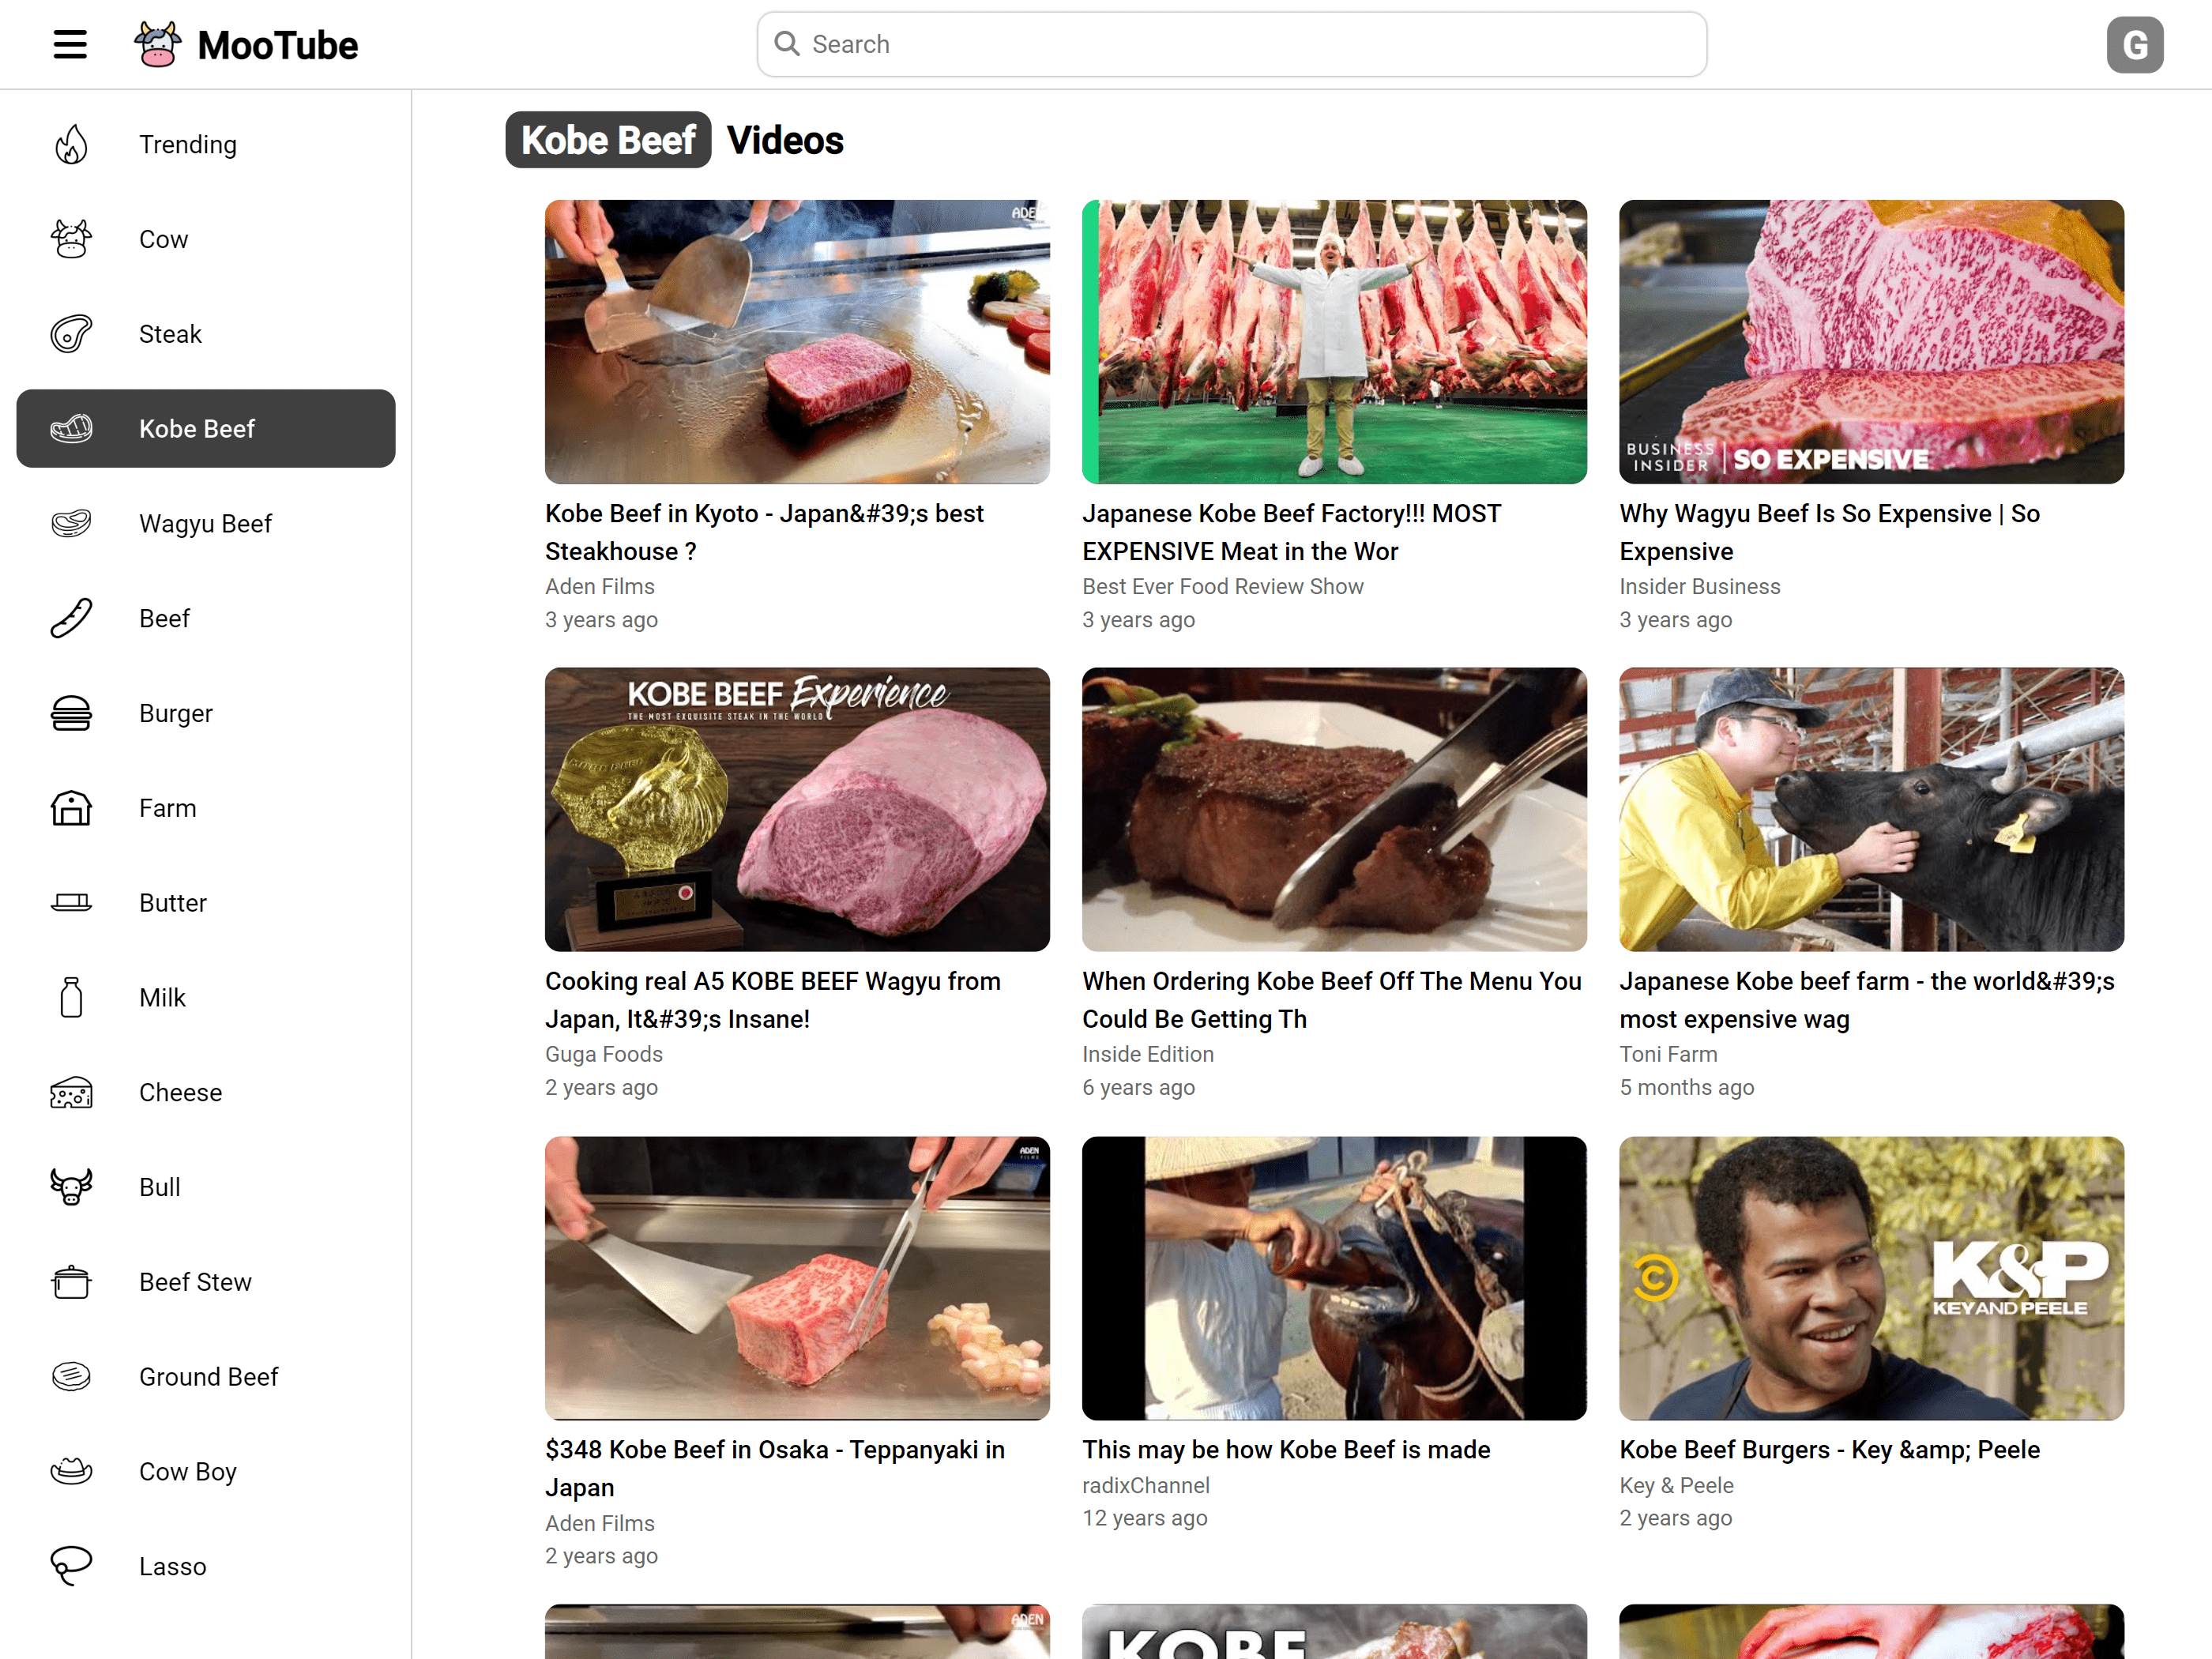 MooTube
Search
G
Trending
Cow
Steak
Kobe Beef
Wagyu Beef
Beef
Burger
Farm
Butter
Milk
Cheese
Bull
Beef Stew
Ground Beef
Cow Boy
Lasso
Kobe Beef Videos
ADE
Kobe Beef in Kyoto - Japan&#39;s best
Steakhouse ?
Aden Films
3 years ago
Japanese Kobe Beef Factory!!! MOST
EXPENSIVE Meat in the Wor
Best Ever Food Review Show
3 years ago
BUSINESS
INSIDER
SO EXPENSIVE
Why Wagyu Beef Is So Expensive | So
Expensive
Insider Business
3 years ago
KOBE BEEF Experience
THE MOST EXQUISITE STEAK IN THE WORLD
Cooking real A5 KOBE BEEF Wagyu from
Japan, It&#39;s Insane!
Guga Foods
2 years ago
When Ordering Kobe Beef Off The Menu You
Could Be Getting Th
Inside Edition
6 years ago
Japanese Kobe beef farm - the world&#39;s
most expensive wag
Toni Farm
5 months ago
ADEN
FILMS
$348 Kobe Beef in Osaka - Teppanyaki in
Japan
Aden Films
2 years ago
This may be how Kobe Beef is made
radixChannel
12 years ago
K&P
KEY AND PEELE
Kobe Beef Burgers - Key &amp; Peele
Key & Peele
2 years ago
ADEN
KOBE